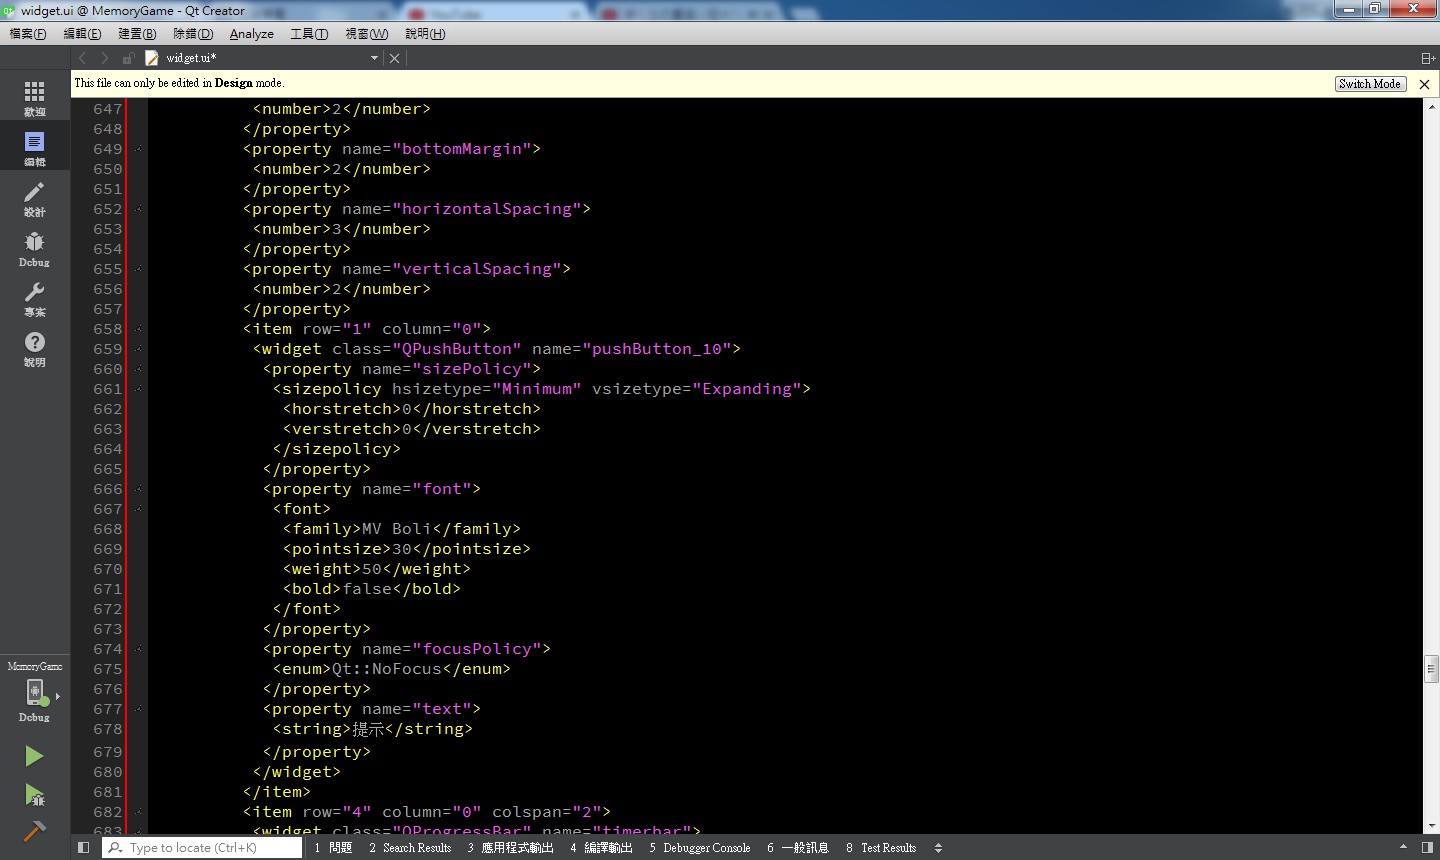 widget.ui @ MemoryGame - Qt Creator
檔案(F) 編輯(E) 建置(B) 除錯(D) Analyze 工具(T) 視窗(W) 說明(H)
widget.ui*
This file can only be edited in Design mode.
Switch Mode
歡迎
編輯
設計
Debug
專案
說明
647 <number>2</number>
648 </property>
649 <property name="bottomMargin">
650 <number>2</number>
651 </property>
652 <property name="horizontalSpacing">
653 <number>3</number>
654 </property>
655 <property name="verticalSpacing">
656 <number>2</number>
657 </property>
658 <item row="1" column="0">
659 <widget class="QPushButton" name="pushButton_10">
660 <property name="sizePolicy">
661 <sizepolicy hsizetype="Minimum" vsizetype="Expanding">
662 <horstretch>0</horstretch>
663 <verstretch>0</verstretch>
664 </sizepolicy>
665 </property>
666 <property name="font">
667 <font>
668 <family>MV Boli</family>
669 <pointsize>30</pointsize>
670 <weight>50</weight>
671 <bold>false</bold>
672 </font>
673 </property>
674 <property name="focusPolicy">
675 <enum>Qt::NoFocus</enum>
676 </property>
677 <property name="text">
678 <string>提示</string>
679 </property>
680 </widget>
681 </item>
682 <item row="4" column="0" colspan="2">
683 <widget class="QProgressBar" name="timerbar">
MemoryGame
Debug
Type to locate (Ctrl+K) 1 問題 2 Search Results 3 應用程式輸出 4 編譯輸出 5 Debugger Console 6 一般訊息 8 Test Results